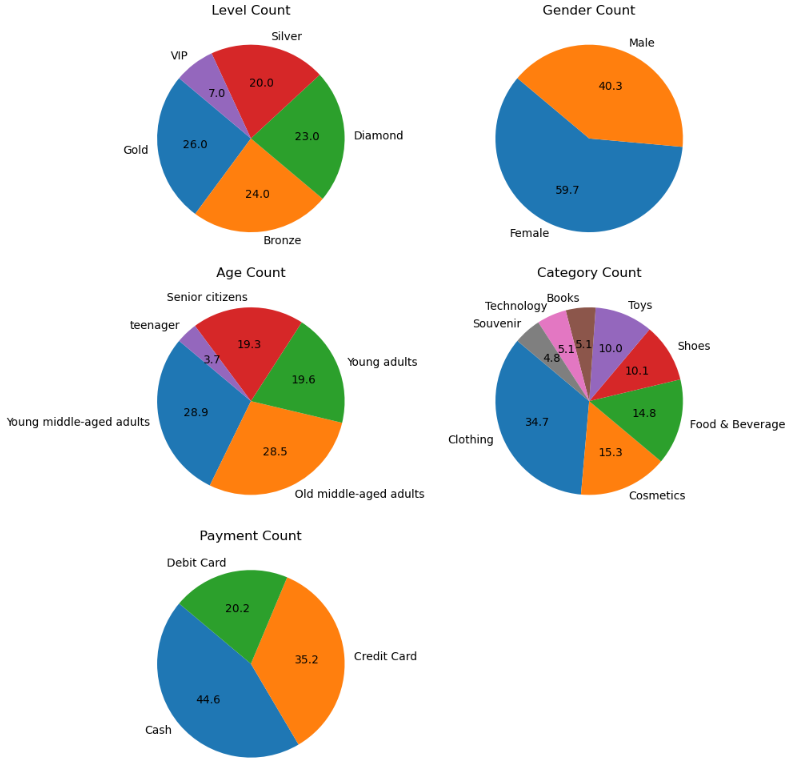 Level Count
Silver
VIP
20.0
7.0
Diamond
23.0
Gold
26.0
24.0
Bronze
Gender Count
Male
40.3
59.7
Female
Age Count
Senior citizens
teenager
19.3
3.7
Young adults
19.6
28.9
Young middle-aged adults
28.5
Old middle-aged adults
Category Count
Books
Technology
Toys
Souvenir
5.1
5.1
10.0
Shoes
4.8
10.1
34.7
14.8
Food & Beverage
Clothing
15.3
Cosmetics
Payment Count
Debit Card
20.2
35.2
Credit Card
44.6
Cash